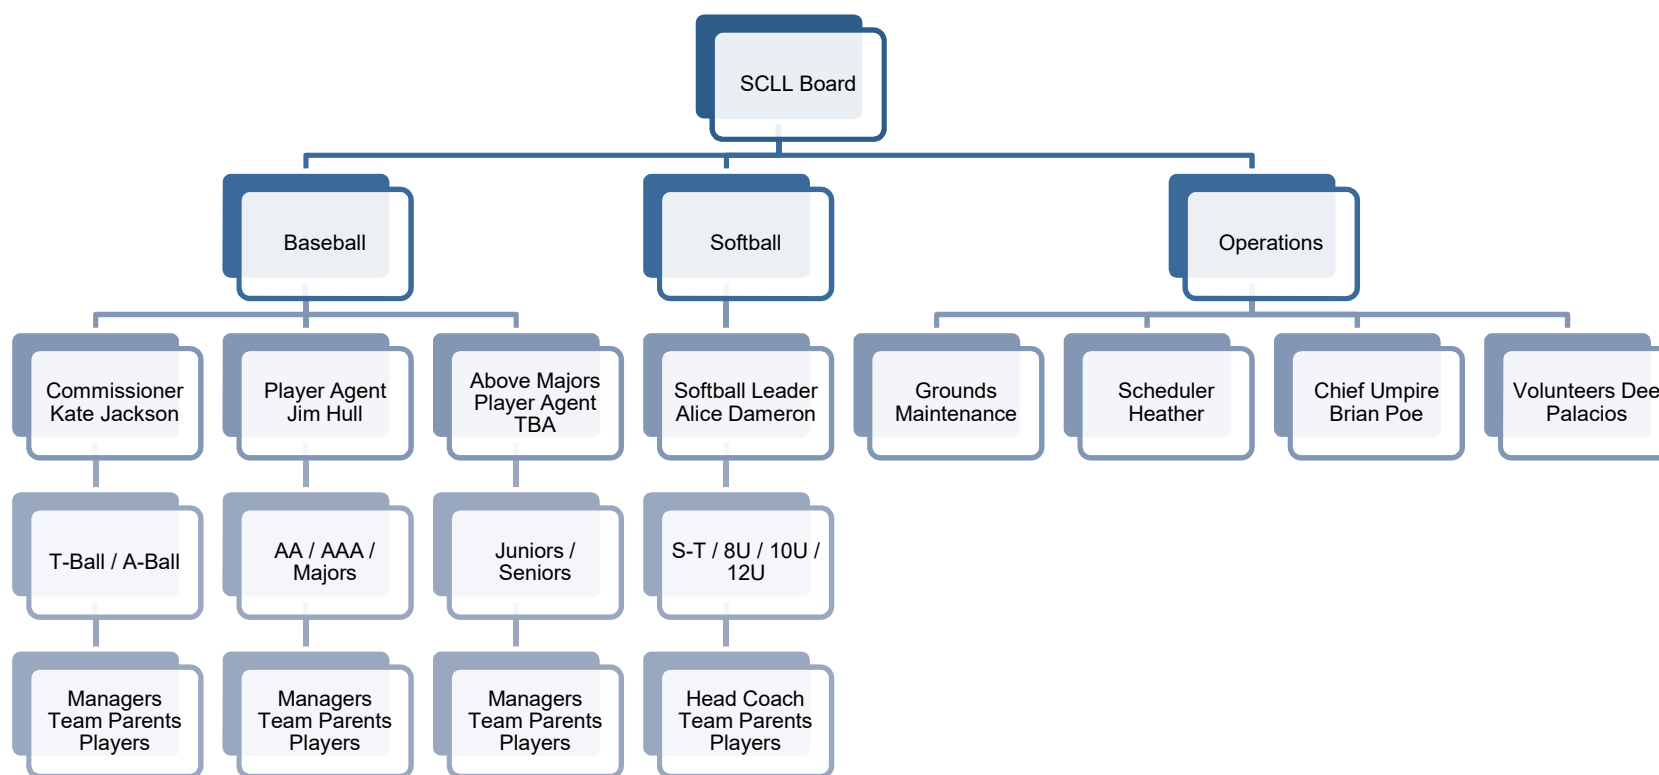 SCLL Board
Baseball
Softball
Operations
Commissioner
Kate Jackson
Player Agent
Jim Hull
Above Majors
Player Agent
TBA
Softball Leader
Alice Dameron
Grounds
Maintenance
Scheduler
Heather
Chief Umpire
Brian Poe
Volunteers Dee
Palacios
T-Ball / A-Ball
AA / AAA /
Majors
Juniors /
Seniors
S-T / 8U / 10U /
12U
Managers
Team Parents
Players
Managers
Team Parents
Players
Managers
Team Parents
Players
Head Coach
Team Parents
Players